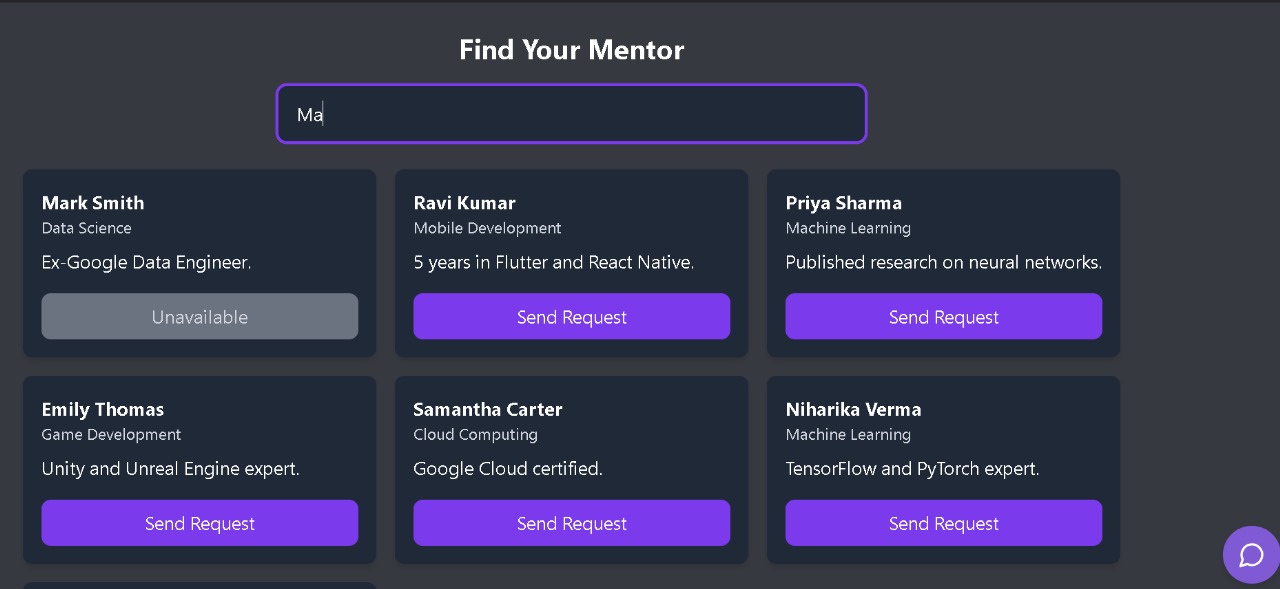 Find Your Mentor
Ma
Mark Smith
Data Science
Ex-Google Data Engineer.
Unavailable
Ravi Kumar
Mobile Development
5 years in Flutter and React Native.
Send Request
Priya Sharma
Machine Learning
Published research on neural networks.
Send Request
Emily Thomas
Game Development
Unity and Unreal Engine expert.
Send Request
Samantha Carter
Cloud Computing
Google Cloud certified.
Send Request
Niharika Verma
Machine Learning
TensorFlow and PyTorch expert.
Send Request